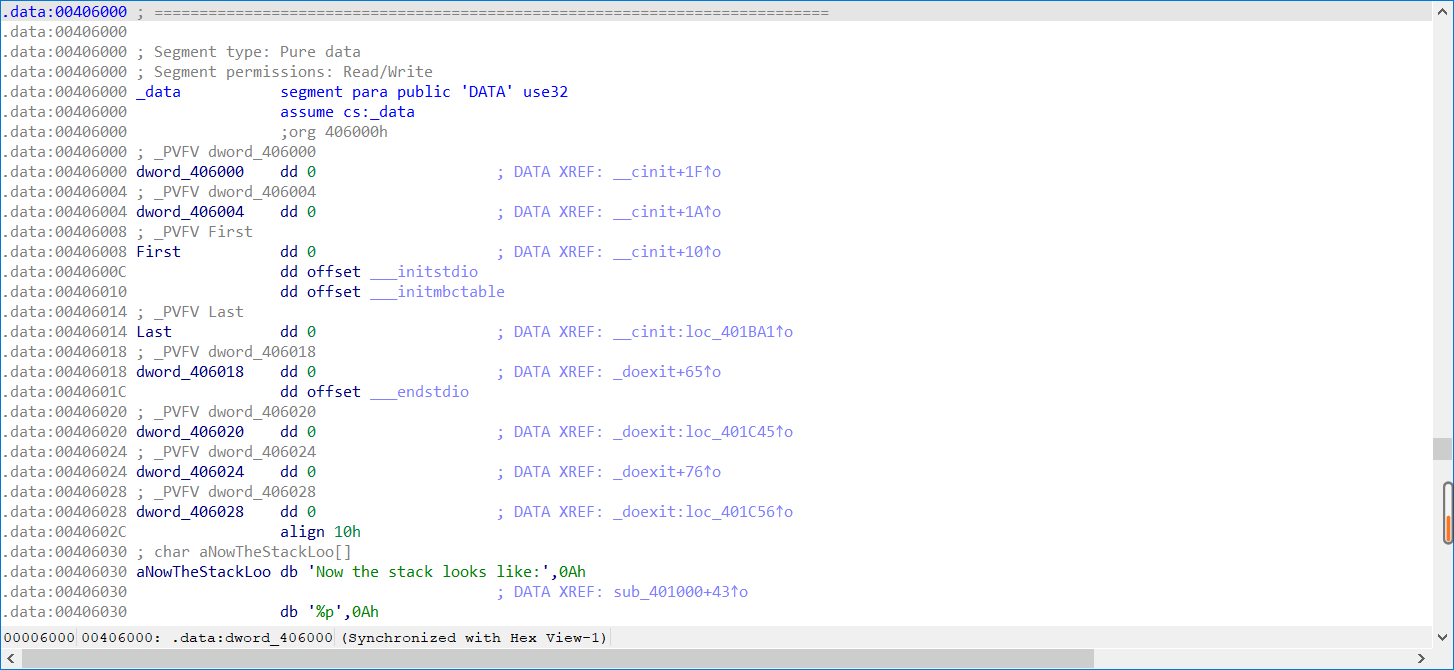 .data:00406000 ; ===========================================================================
.data:00406000
.data:00406000 ; Segment type: Pure data
.data:00406000 ; Segment permissions: Read/Write
.data:00406000 _data           segment para public 'DATA' use32
.data:00406000                 assume cs:_data
.data:00406000                 ;org 406000h
.data:00406000 ; _PVFV dword_406000
.data:00406000 dword_406000    dd 0                    ; DATA XREF: __cinit+1F↑o
.data:00406004 ; _PVFV dword_406004
.data:00406004 dword_406004    dd 0                    ; DATA XREF: __cinit+1A↑o
.data:00406008 ; _PVFV First
.data:00406008 First           dd 0                    ; DATA XREF: __cinit+10↑o
.data:0040600C                 dd offset ___initstdio
.data:00406010                 dd offset ___initmbctable
.data:00406014 ; _PVFV Last
.data:00406014 Last            dd 0                    ; DATA XREF: __cinit:loc_401BA1↑o
.data:00406018 ; _PVFV dword_406018
.data:00406018 dword_406018    dd 0                    ; DATA XREF: _doexit+65↑o
.data:0040601C                 dd offset ___endstdio
.data:00406020 ; _PVFV dword_406020
.data:00406020 dword_406020    dd 0                    ; DATA XREF: _doexit:loc_401C45↑o
.data:00406024 ; _PVFV dword_406024
.data:00406024 dword_406024    dd 0                    ; DATA XREF: _doexit+76↑o
.data:00406028 ; _PVFV dword_406028
.data:00406028 dword_406028    dd 0                    ; DATA XREF: _doexit:loc_401C56↑o
.data:0040602C                 align 10h
.data:00406030 ; char aNowTheStackLoo[]
.data:00406030 aNowTheStackLoo db 'Now the stack looks like:',0Ah
.data:00406030                                         ; DATA XREF: sub_401000+43↑o
.data:00406030                 db '%p',0Ah
00006000 00406000: .data:dword_406000 (Synchronized with Hex View-1)